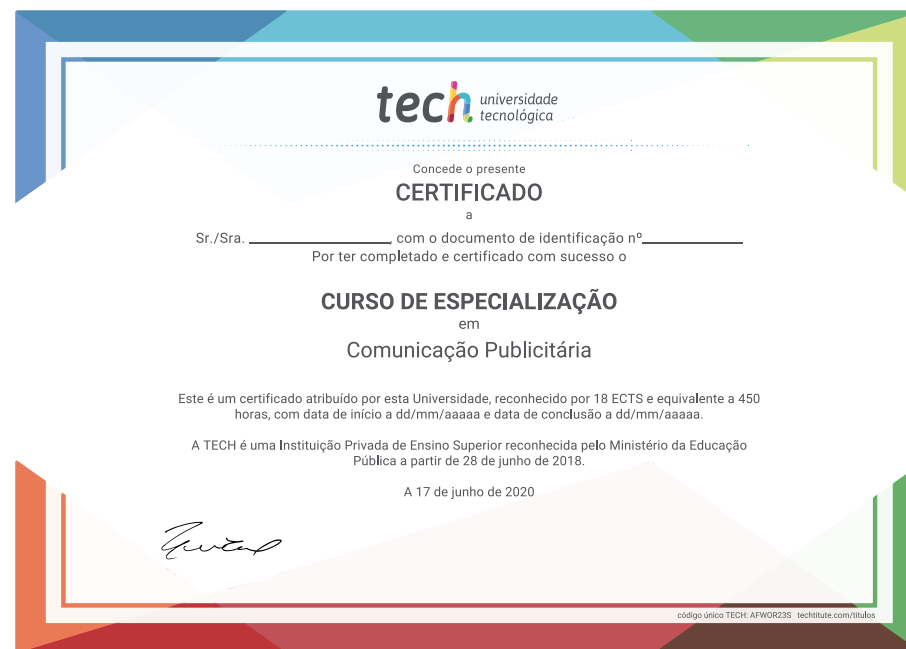 tech universidade
tecnológica
Concede o presente
CERTIFICADO
a
Sr./Sra. ____________________, com o documento de identificação nº______________
Por ter completado e certificado com sucesso o
CURSO DE ESPECIALIZAÇÃO
em
Comunicação Publicitária
Este é um certificado atribuído por esta Universidade, reconhecido por 18 ECTS e equivalente a 450
horas, com data de início a dd/mm/aaaaa e data de conclusão a dd/mm/aaaaa.
A TECH é uma Instituição Privada de Ensino Superior reconhecida pelo Ministério da Educação
Pública a partir de 28 de junho de 2018.
A 17 de junho de 2020
código único TECH: AFWOR23S techtitute.com/titulos